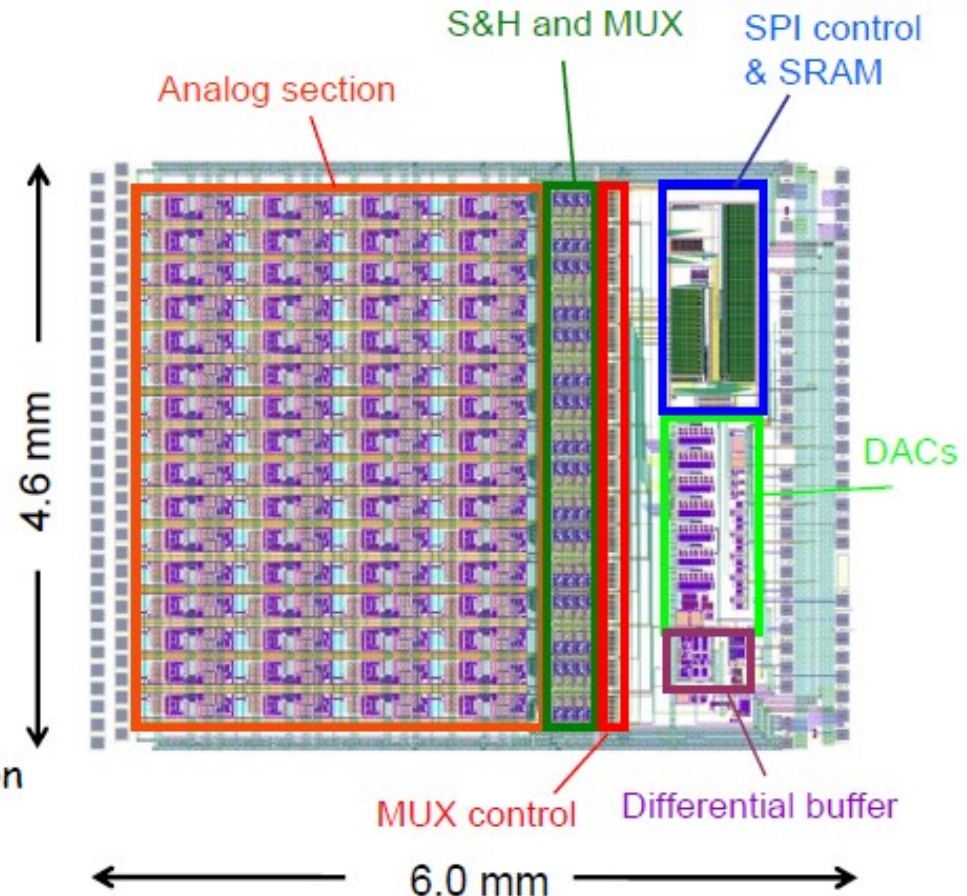 S&H and MUX
SPI control
& SRAM
Analog section
4.6 mm
DACs
n
MUX control
Differential buffer
6.0 mm